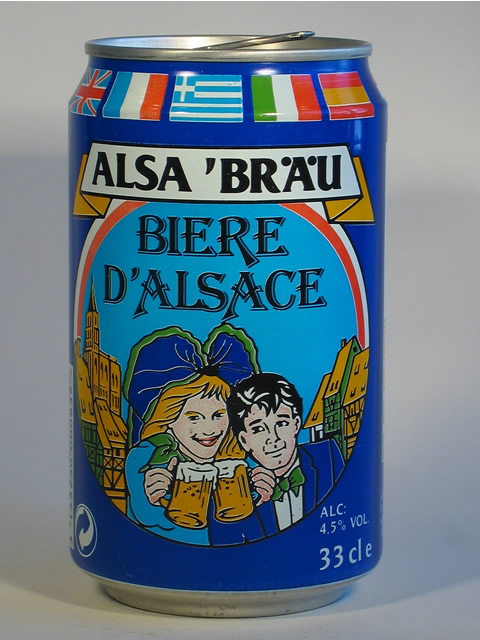 ALSA 'BRÄU
BIERE
D'ALSACE
ALC:
4.5% VOL.
33 cl e